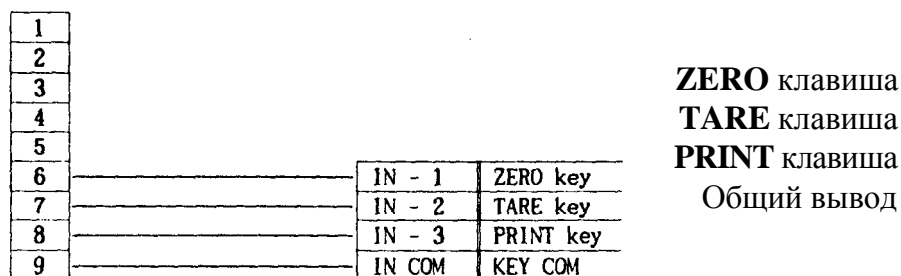 1
2
3
4
5
6 IN - 1 ZERO key
7 IN - 2 TARE key
8 IN - 3 PRINT key
9 IN COM KEY COM
ZERO клавиша
TARE клавиша
PRINT клавиша
Общий вывод